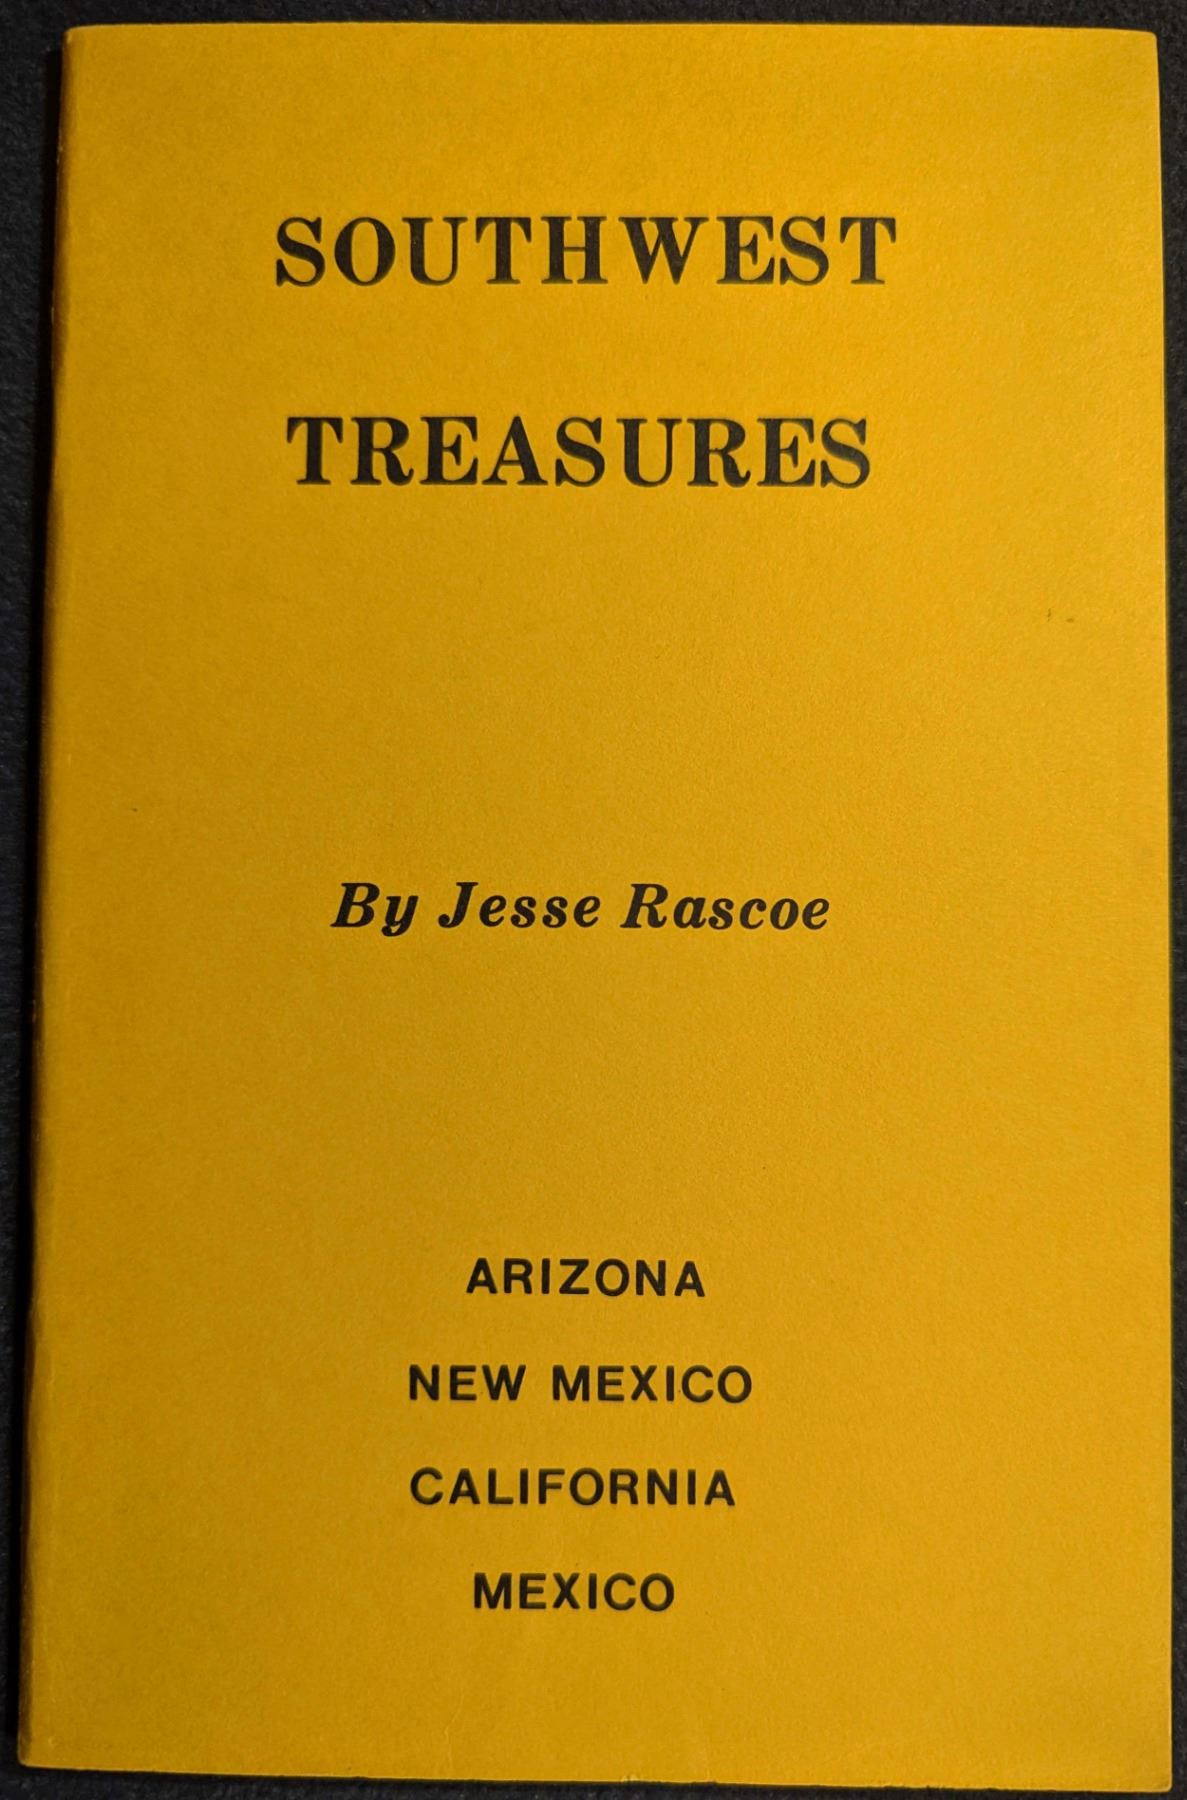 SOUTHWEST
TREASURES
By Jesse Rascoe
ARIZONA
NEW MEXICO
CALIFORNIA
MEXICO